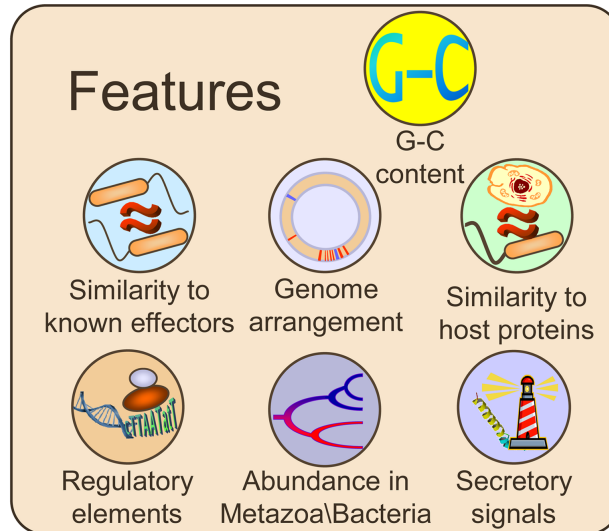 Features
G-C
G-C
content
Similarity to
known effectors
Genome
arrangement
Similarity to
host proteins
cFTAATatT
Regulatory
elements
Abundance in
Metazoa\Bacteria
Secretory
signals